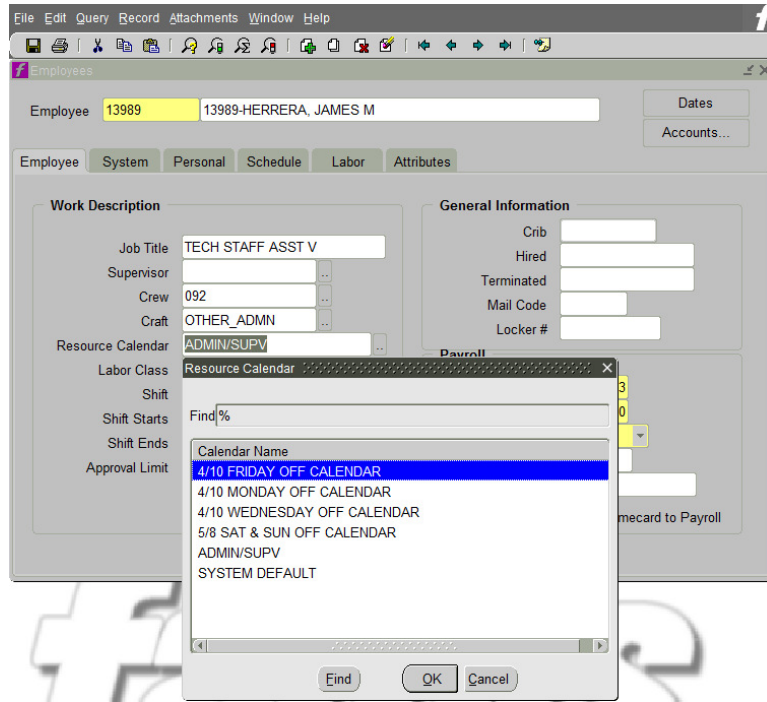 File Edit Query Record Attachments Window Help
Employees
Employee 13989 13989-HERRERA, JAMES M
Dates
Accounts...
Employee System Personal Schedule Labor Attributes
Work Description
General Information
Job Title TECH STAFF ASST V
Supervisor ..
Crew 092 ..
Craft OTHER_ADMN ..
Resource Calendar ADMIN/SUPV ..
Labor Class
Shift
Shift Starts
Shift Ends
Approval Limit
Crib
Hired
Terminated
Mail Code
Locker #
Payroll
3
0
mecard to Payroll
Resource Calendar
Find %
Calendar Name
4/10 FRIDAY OFF CALENDAR
4/10 MONDAY OFF CALENDAR
4/10 WEDNESDAY OFF CALENDAR
5/8 SAT & SUN OFF CALENDAR
ADMIN/SUPV
SYSTEM DEFAULT
Find OK Cancel